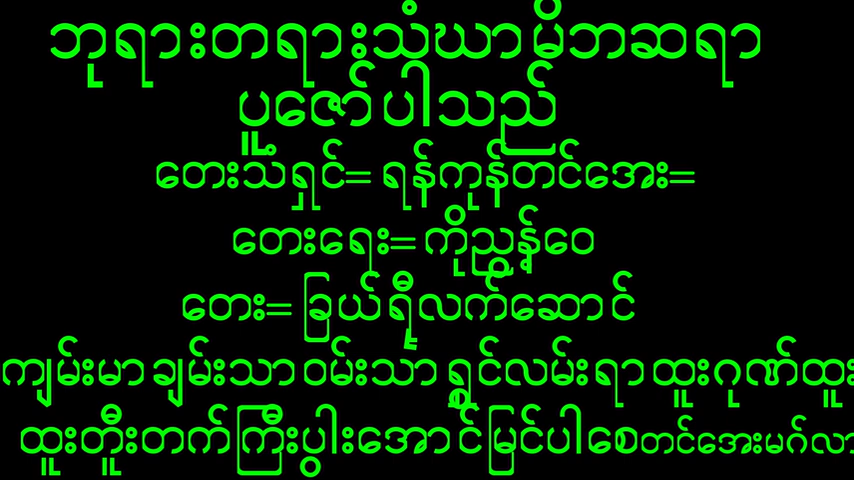 ဘုရားတရားသံဃာမိဘဆရာ
ပူဇော်ပါသည်
တေးသံရှင်= ရန်ကုန်တင်အေး=
တေးရေး= ကိုညွှန့်ဝေ
တေး= ခြယ်ရီလက်ဆောင်
ကျမ်းမာချမ်းသာဝမ်းသာရွှင်လမ်းရာထူးဂုဏ်ထူး
ထူးတိုးတက်ကြီးပွါးအောင်မြင်ပါစေတင်အေးမဂ်လာ